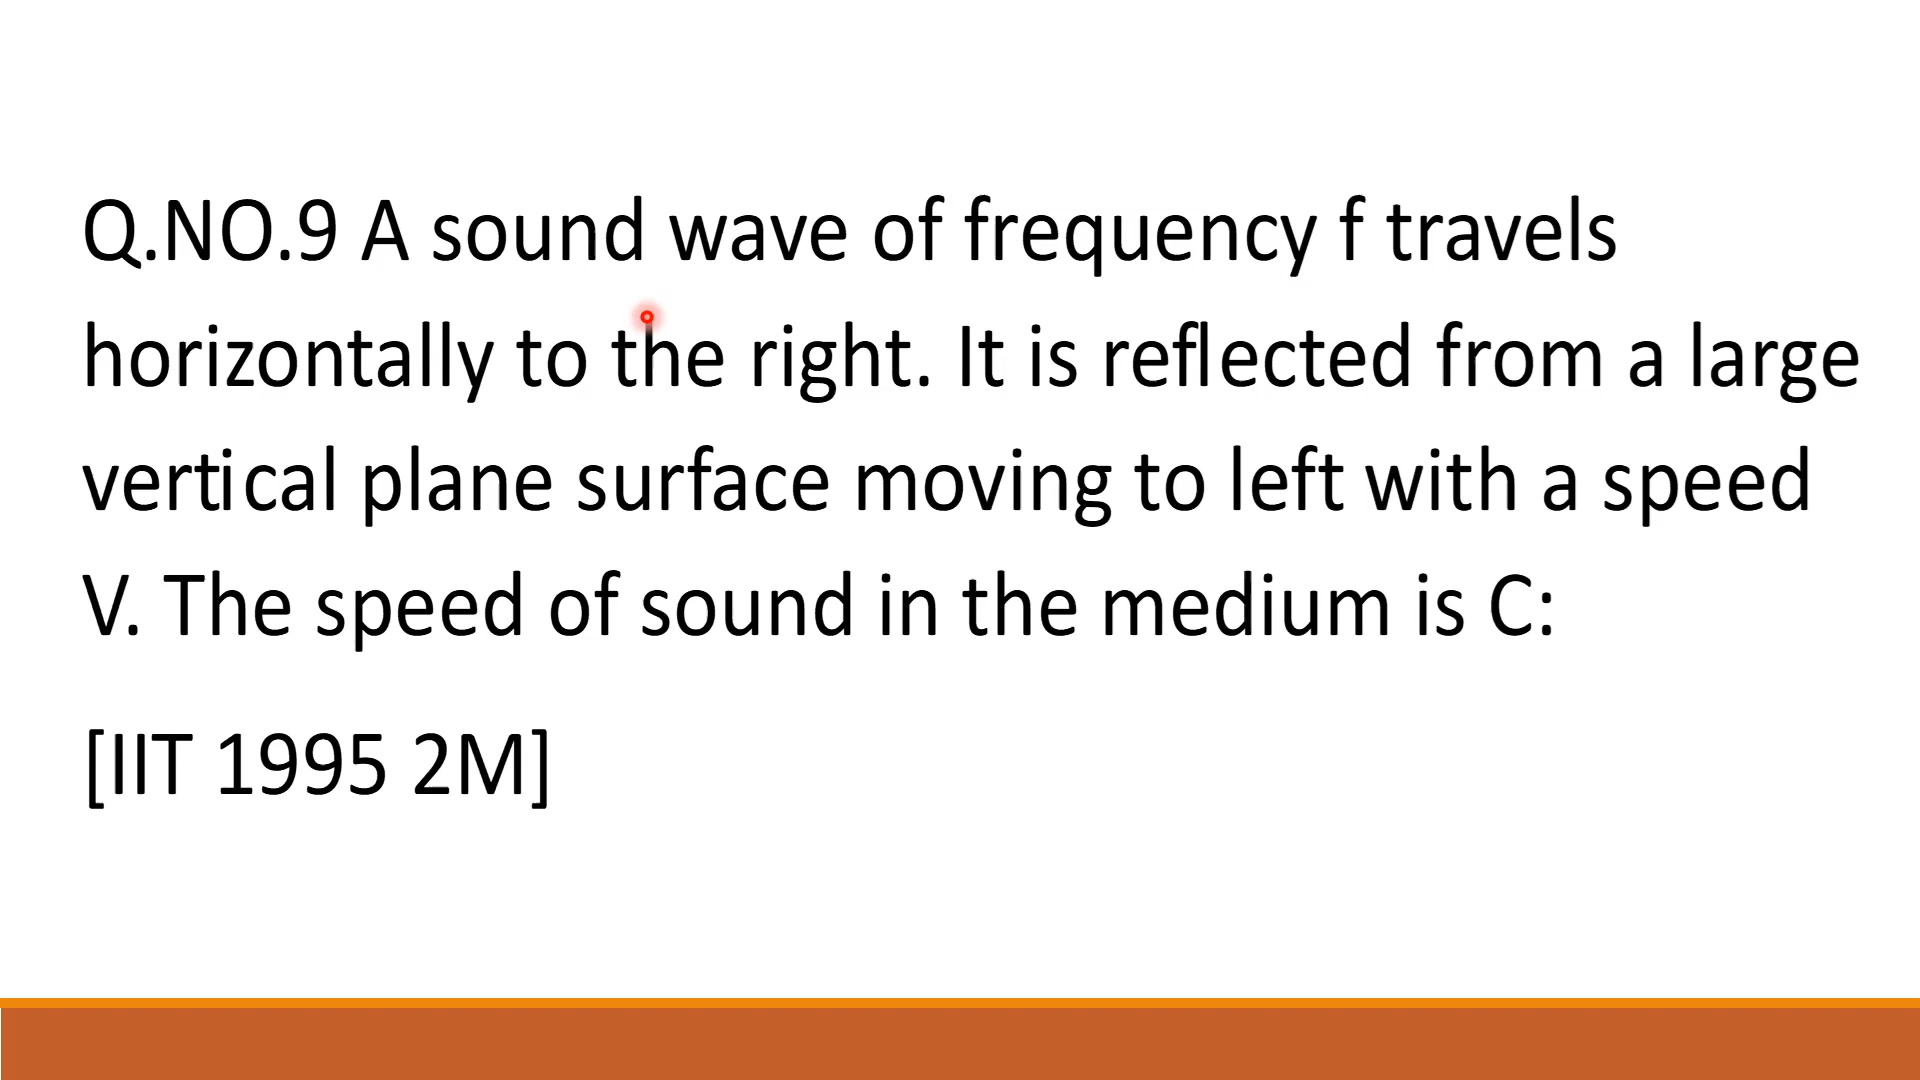 Q.NO.9 A sound wave of frequency f travels
horizontally to the right. It is reflected from a large
vertical plane surface moving to left with a speed
V. The speed of sound in the medium is C:
[IIT 1995 2M]